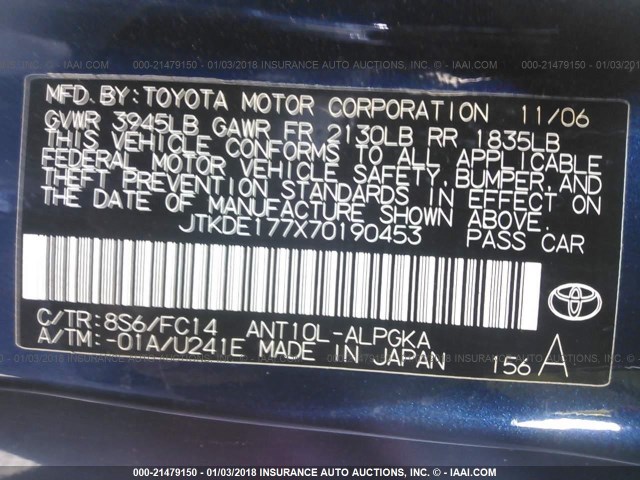 000-21479150 - 01/03/2018 - INSURANCE AUTO AUCTIONS - © - IAAI.COM
MFD.BY:TOYOTA MOTOR CORPORATION 11/06
GVWR 3945LB GAWR FR 2130LB RR 1835LB
THIS VEHICLE CONFORMS TO ALL APPLICABLE
FEDERAL MOTOR VEHICLE SAFETY,BUMPER,AND
THEFT PREVENTION STANDARDS IN EFFECT ON
THE DATE OF MANUFACTURE SHOWN ABOVE.
JTKDE177X70190453 PASS CAR
C/TR:8S6/FC14 ANT10L-ALPGKA
A/TM:-01A/U241E MADE IN JAPAN
TOYOTA
156 A
000-21479150 - 01/03/2018 - INSURANCE AUTO AUCTIONS - © - IAAI.COM